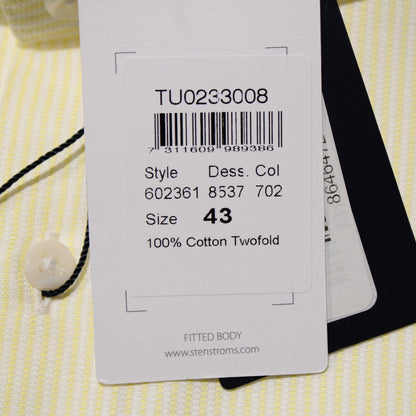 TU0233008
7 311609 989386
Style Dess. Col
602361 8537 702
Size 43
100% Cotton Twofold
FITTED BODY
www.stenstroms.com